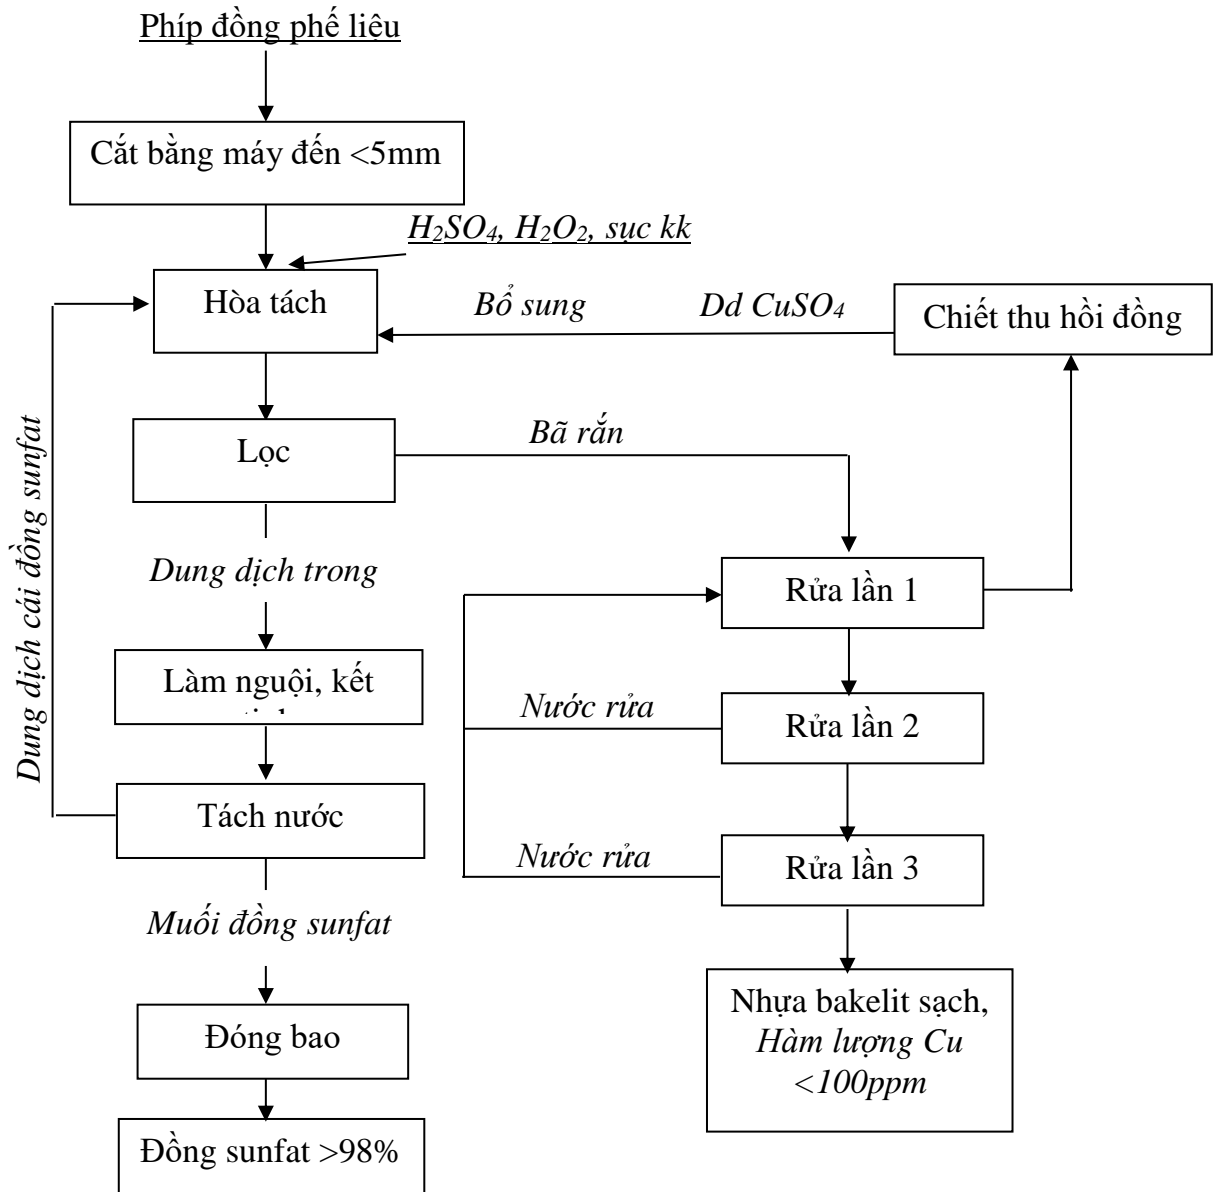 Phíp đồng phế liệu
Cắt bằng máy đến <5mm
H₂SO₄, H₂O₂, sục kk
Hòa tách
Bổ sung
Dd CuSO₄
Chiết thu hồi đồng
Dung dịch cái đồng sunfat
Lọc
Bã rắn
Dung dịch trong
Rửa lần 1
Làm nguội, kết
Nước rửa
Rửa lần 2
Tách nước
Nước rửa
Rửa lần 3
Muối đồng sunfat
Nhựa bakelit sạch,
Hàm lượng Cu
<100ppm
Đóng bao
Đồng sunfat >98%